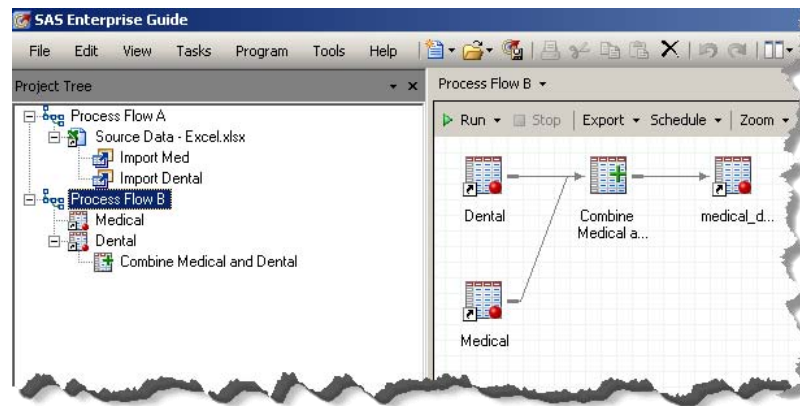 SAS Enterprise Guide
File Edit View Tasks Program Tools Help
Project Tree
Process Flow A
Source Data - Excel.xlsx
Import Med
Import Dental
Process Flow B
Medical
Dental
Combine Medical and Dental
Process Flow B
Run Stop Export Schedule Zoom
Dental
Combine
Medical a...
medical_d...
Medical